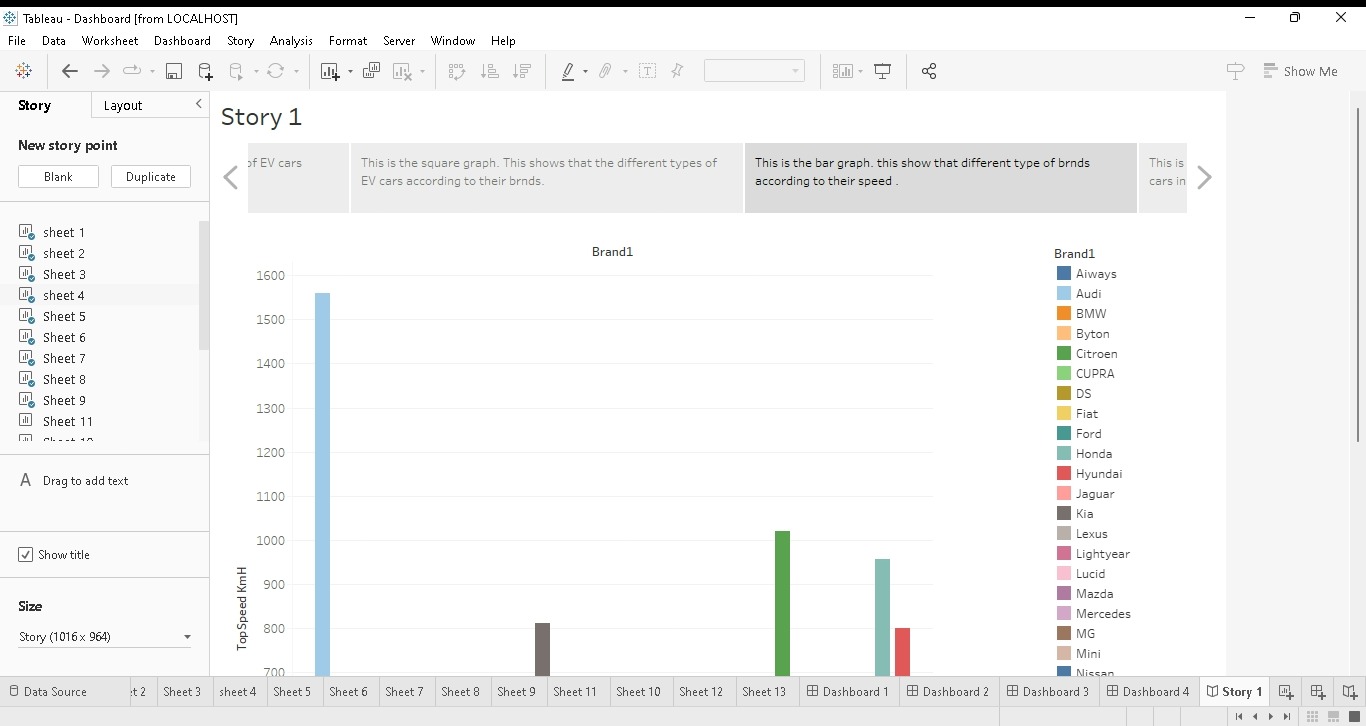 Tableau - Dashboard [from LOCALHOST]
File Data Worksheet Dashboard Story Analysis Format Server Window Help
Show Me
Story Layout
New story point
Blank Duplicate
sheet 1
sheet 2
Sheet 3
sheet 4
Sheet 5
Sheet 6
Sheet 7
Sheet 8
Sheet 9
Sheet 11
A Drag to add text
Show title
Size
Story (1016 x 964)
Story 1
of EV cars
This is the square graph. This shows that the different types of
EV cars according to their brnds.
This is the bar graph. this show that different type of brnds
according to their speed .
This is
cars in
Brand1
1600
1500
1400
1300
1200
1100
1000
900
800
700
TopSpeed KmH
Brand1
Aiways
Audi
BMW
Byton
Citroen
CUPRA
DS
Fiat
Ford
Honda
Hyundai
Jaguar
Kia
Lexus
Lightyear
Lucid
Mazda
Mercedes
MG
Mini
Nissan
Data Source et 2 Sheet 3 sheet 4 Sheet 5 Sheet 6 Sheet 7 Sheet 8 Sheet 9 Sheet 11 Sheet 10 Sheet 12 Sheet 13 Dashboard 1 Dashboard 2 Dashboard 3 Dashboard 4 Story 1